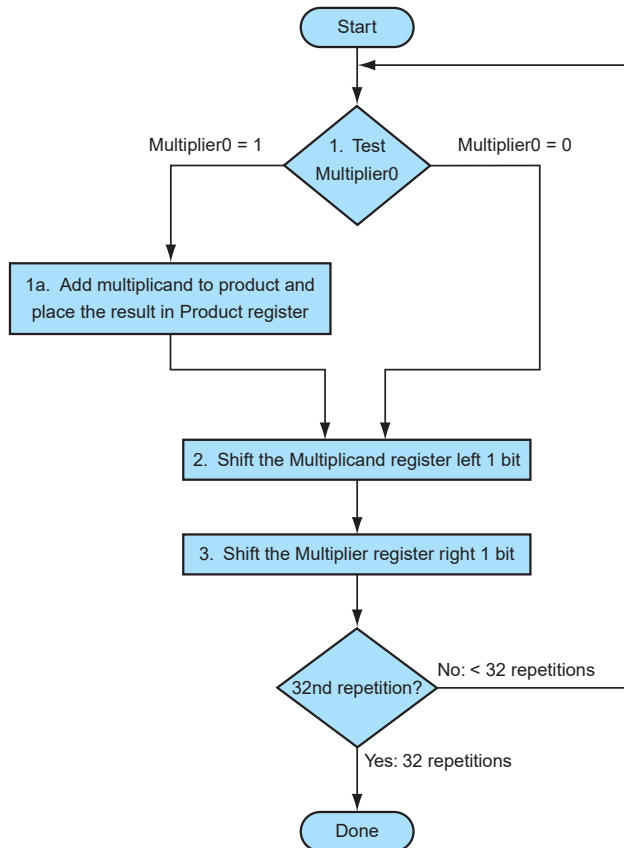 Start
1. Test
Multiplier0
Multiplier0 = 1
Multiplier0 = 0
1a. Add multiplicand to product and
place the result in Product register
2. Shift the Multiplicand register left 1 bit
3. Shift the Multiplier register right 1 bit
32nd repetition?
No: < 32 repetitions
Yes: 32 repetitions
Done